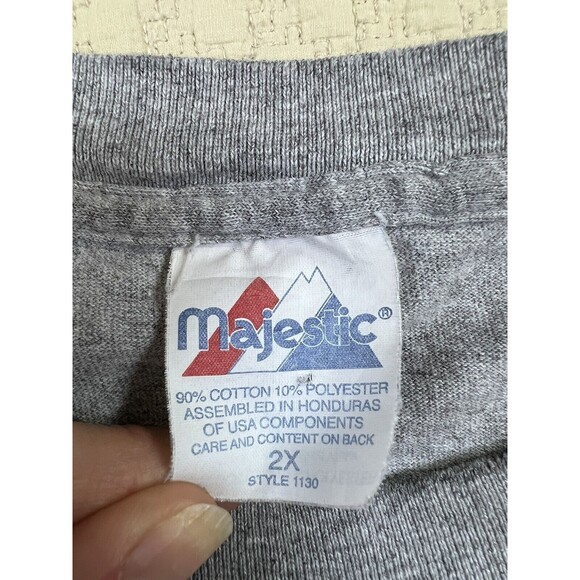 Majestic®
90% COTTON 10% POLYESTER
ASSEMBLED IN HONDURAS
OF USA COMPONENTS
CARE AND CONTENT ON BACK
2X
STYLE 1130